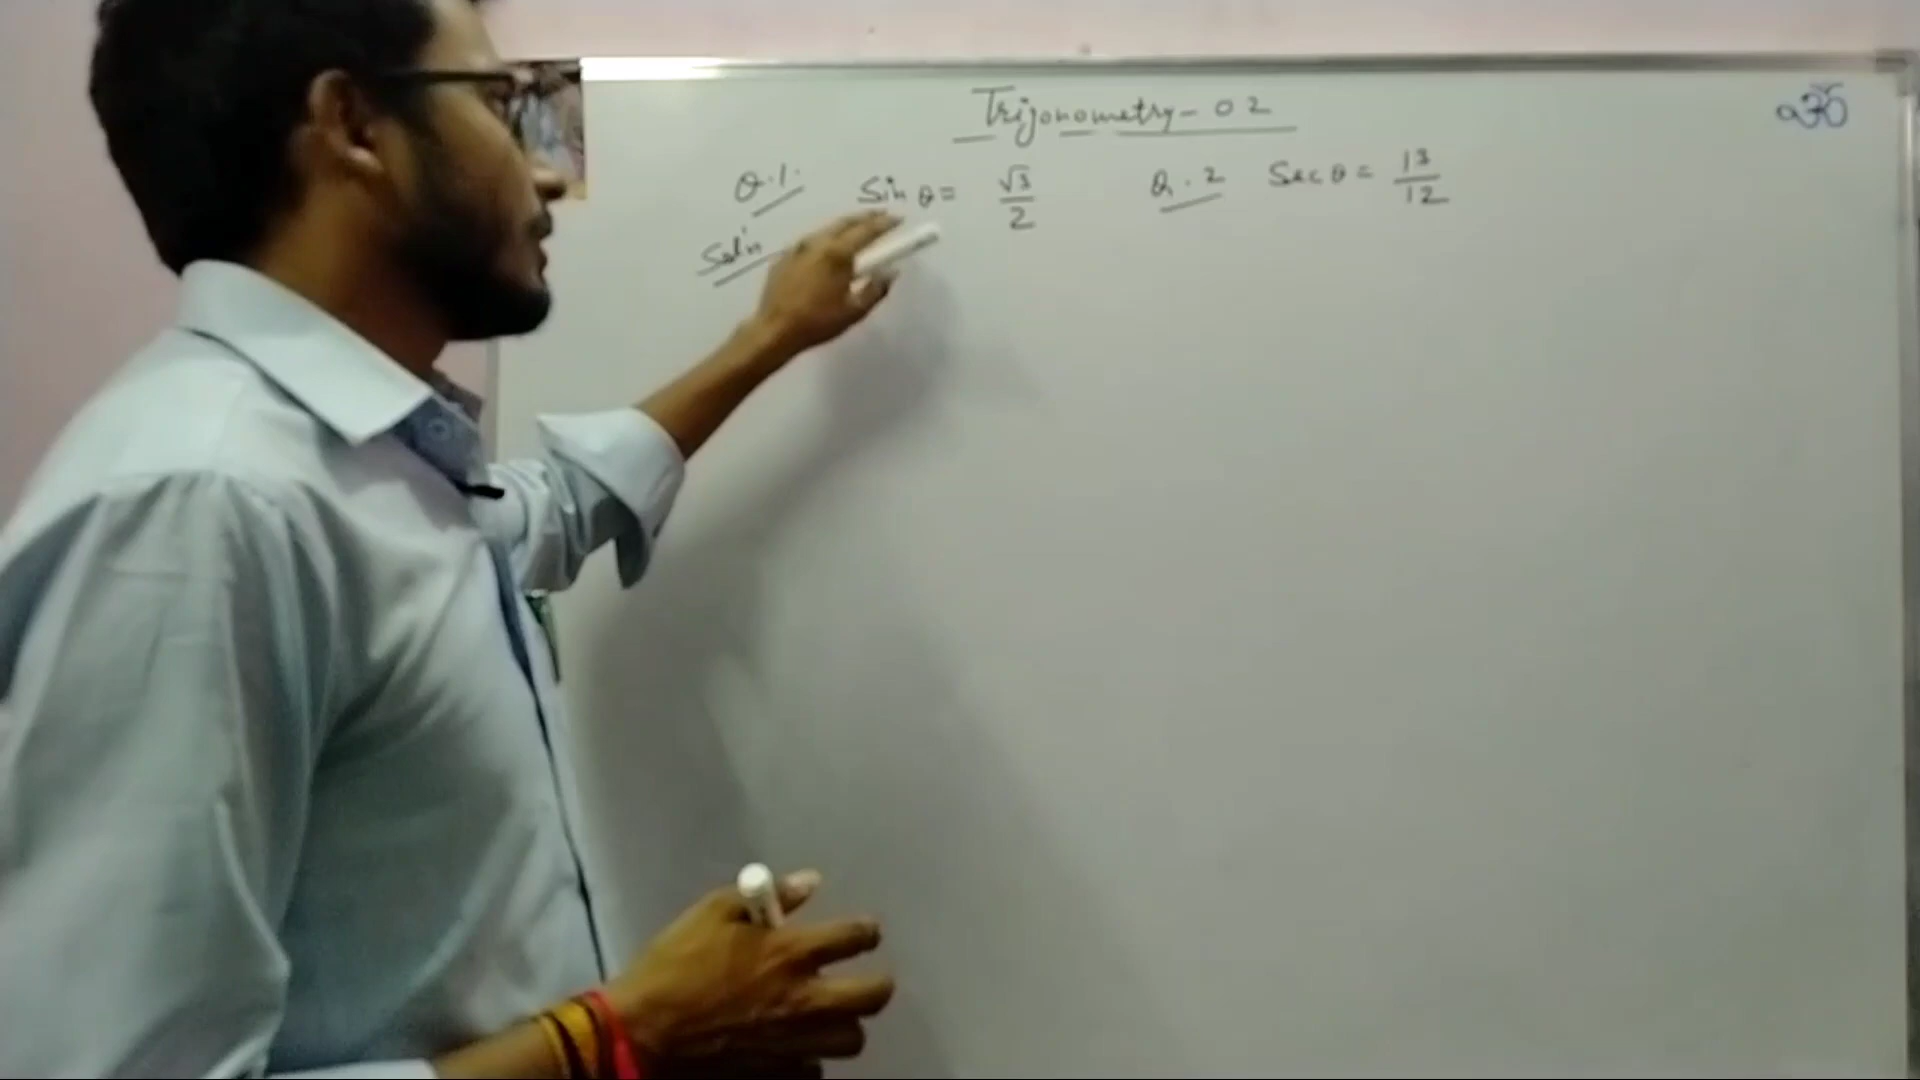 Trijonometry - 02
Q.1. Sin θ = √3/2
Q.2 Sec θ = 13/12
Solⁿ